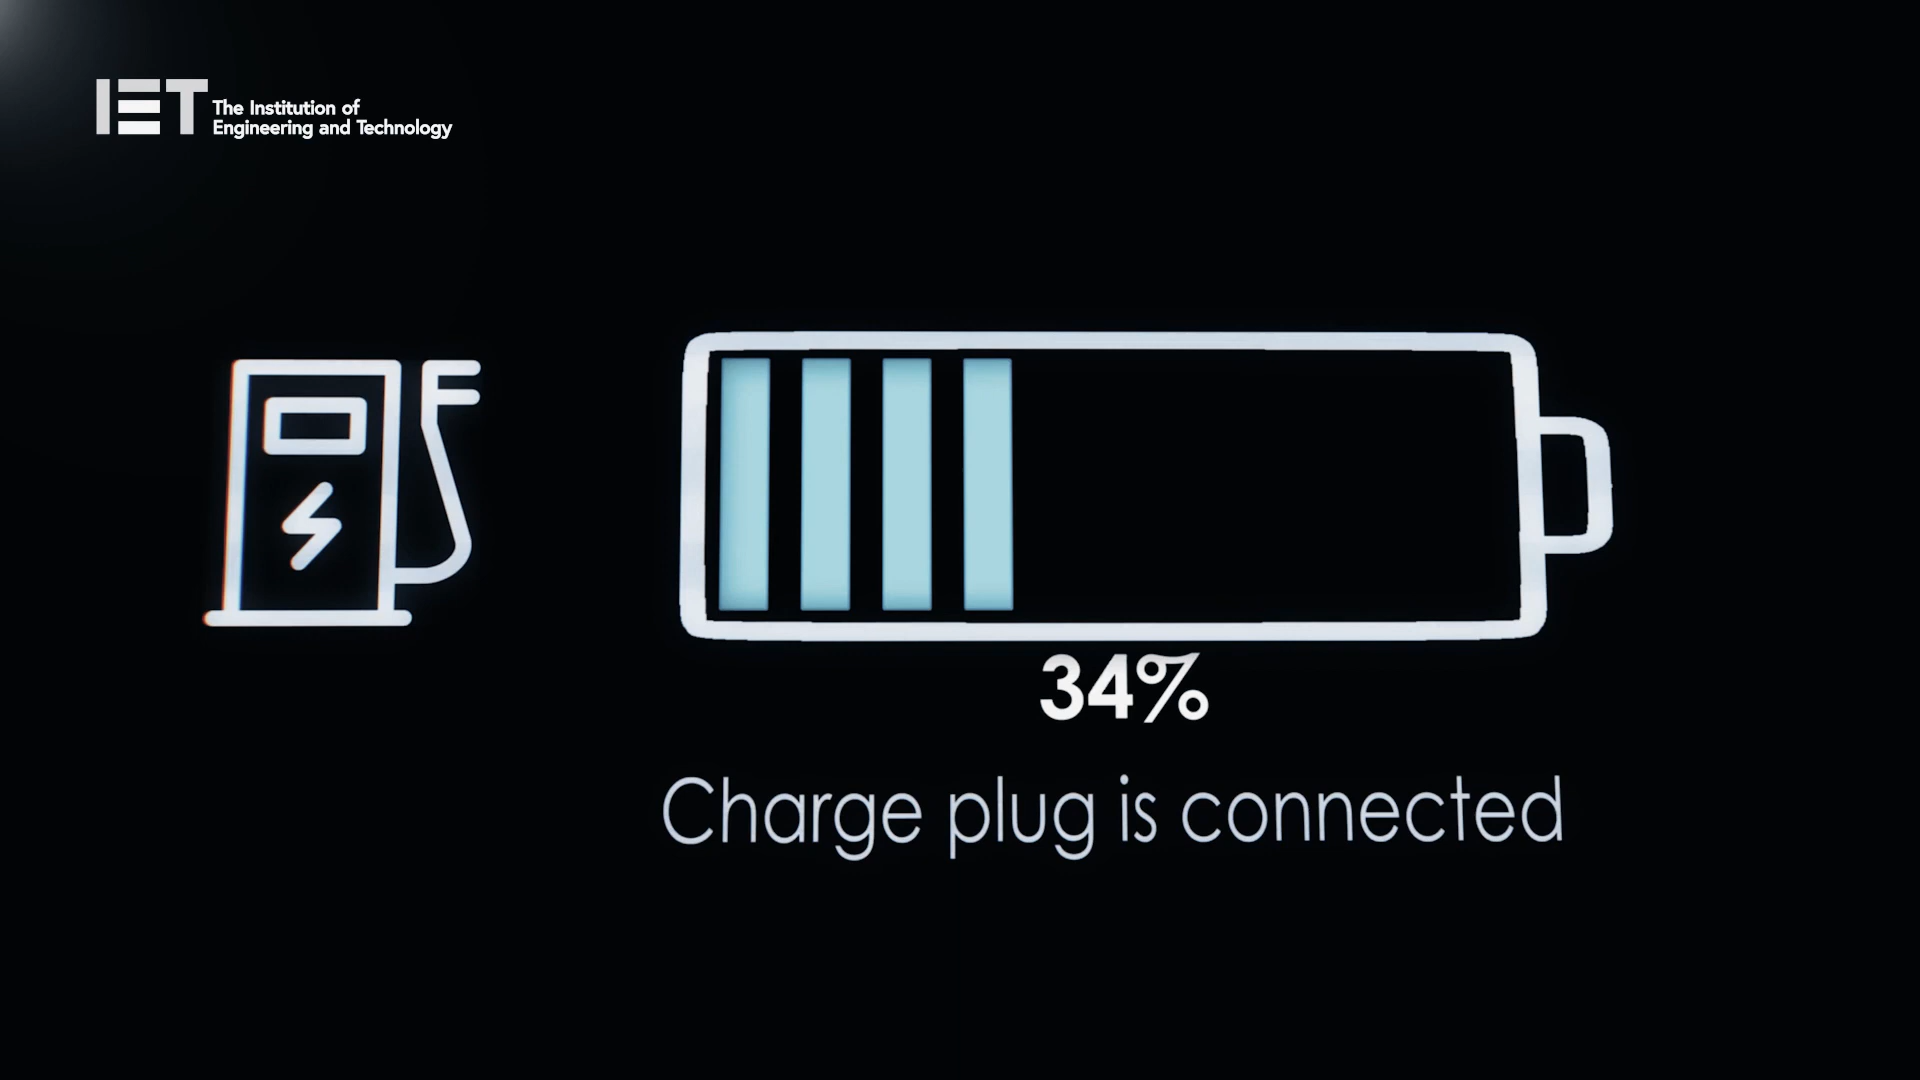 IET
The Institution of
Engineering and Technology
34%
Charge plug is connected